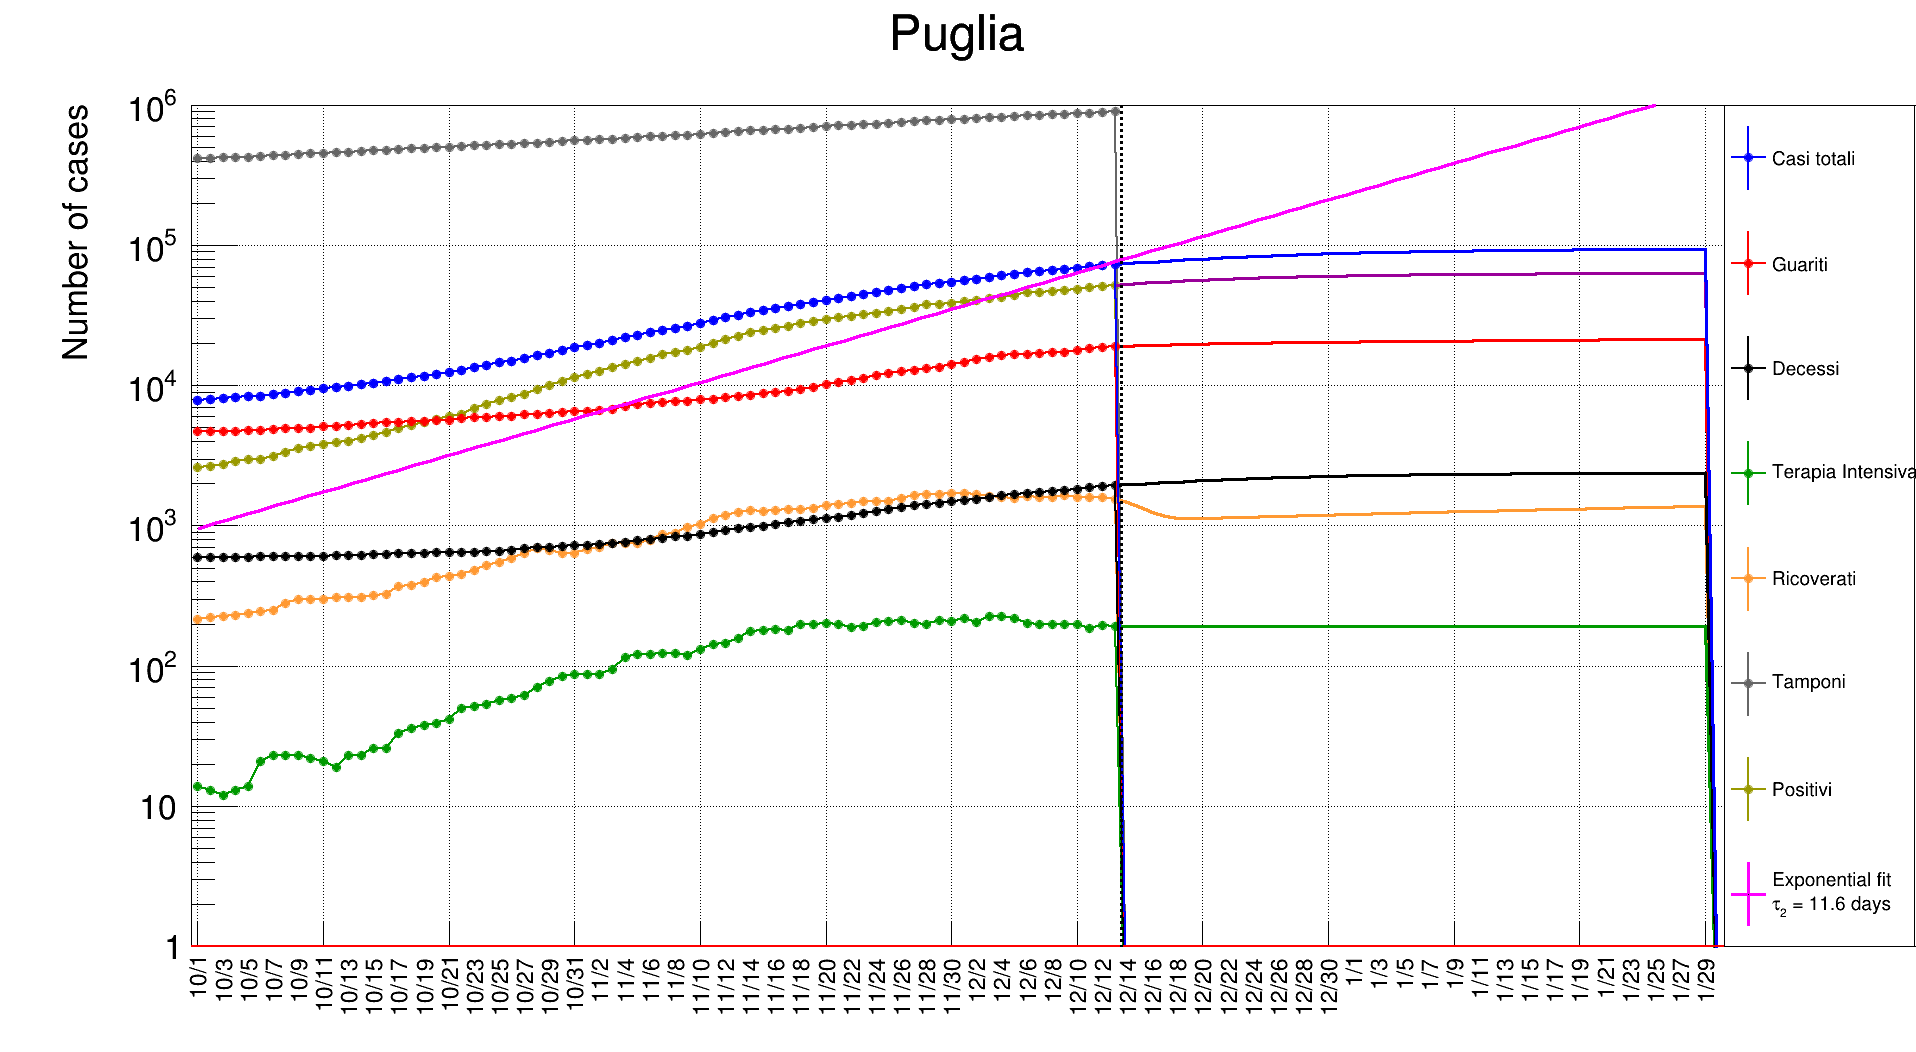 Puglia
Number of cases
10^6
10^5
10^4
10^3
10^2
10
1
10/1 10/3 10/5 10/7 10/9 10/11 10/13 10/15 10/17 10/19 10/21 10/23 10/25 10/27 10/29 10/31 11/2 11/4 11/6 11/8 11/10 11/12 11/14 11/16 11/18 11/20 11/22 11/24 11/26 11/28 11/30 12/2 12/4 12/6 12/8 12/10 12/12 12/14 12/16 12/18 12/20 12/22 12/24 12/26 12/28 12/30 1/1 1/3 1/5 1/7 1/9 1/11 1/13 1/15 1/17 1/19 1/21 1/23 1/25 1/27 1/29
Casi totali
Guariti
Decessi
Terapia Intensiva
Ricoverati
Tamponi
Positivi
Exponential fit
τ₂ = 11.6 days